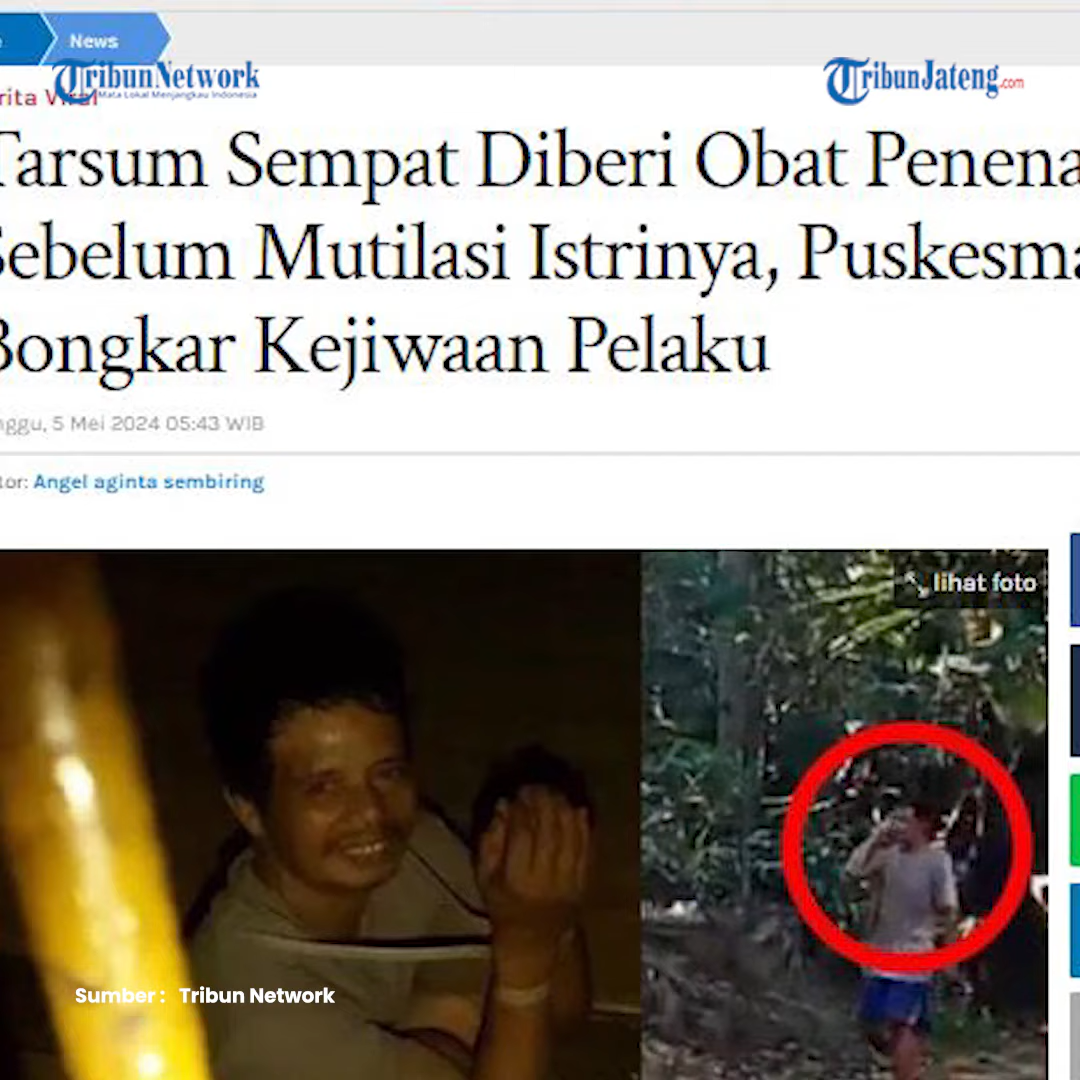 News
TribunNetwork
Mata Lokal Menjangkau Indonesia
TribunJateng.com
rita Viral
Tarsum Sempat Diberi Obat Penena
Sebelum Mutilasi Istrinya, Puskesma
Bongkar Kejiwaan Pelaku
nggu, 5 Mei 2024 05:43 WIB
tor: Angel aginta sembiring
lihat foto
Sumber : Tribun Network